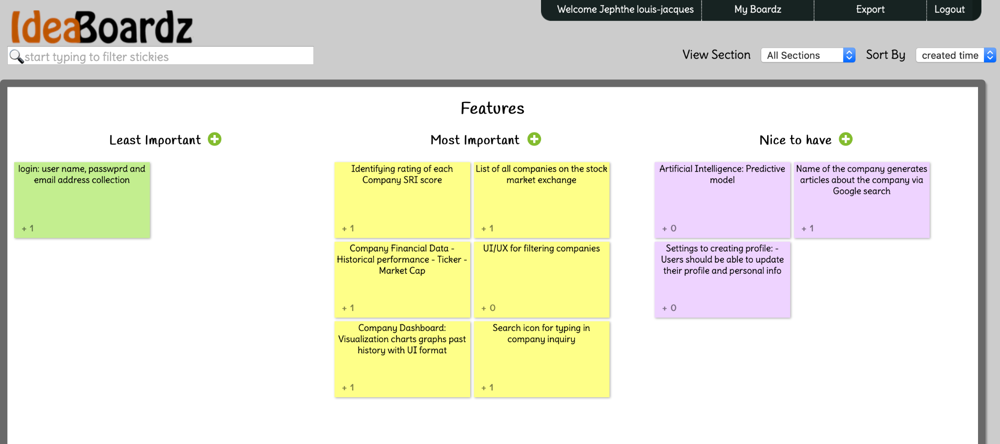 Welcome Jephthe louis-jacques
My Boardz
Export
Logout
IdeaBoardz
start typing to filter stickies
View Section
All Sections
Sort By
created time
Features
Least Important
login: user name, passwprd and
email address collection
+ 1
Most Important
Identifying rating of each
Company SRI score
+ 1
List of all companies on the stock
market exchange
+ 1
Company Financial Data -
Historical performance - Ticker -
Market Cap
+ 1
UI/UX for filtering companies
+ 0
Company Dashboard:
Visualization charts graphs past
history with UI format
+ 1
Search icon for typing in
company inquiry
+ 1
Nice to have
Artificial Intelligence: Predictive
model
+ 0
Name of the company generates
articles about the company via
Google search
+ 1
Settings to creating profile: -
Users should be able to update
their profile and personal info
+ 0